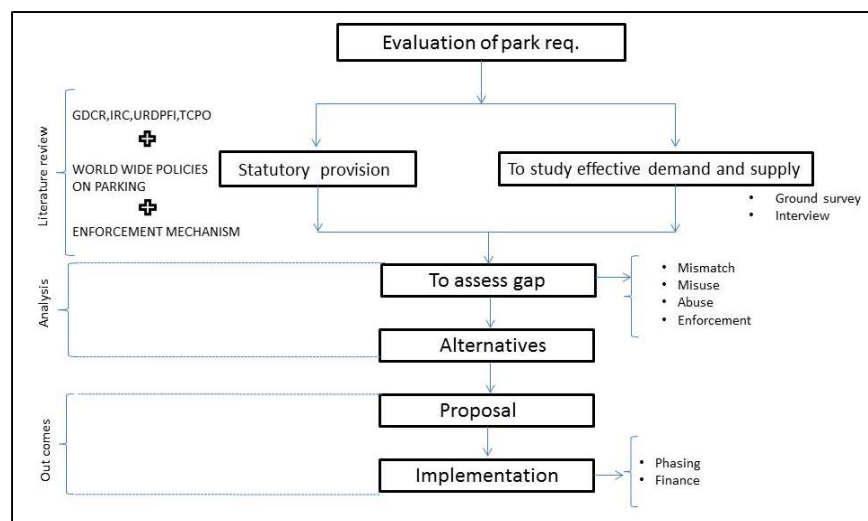 Evaluation of park req.
Literature review
GDCR,IRC,URDPFI,TCPO
WORLD WIDE POLICIES
ON PARKING
ENFORCEMENT MECHANISM
Statutory provision
To study effective demand and supply
• Ground survey
• Interview
Analysis
To assess gap
• Mismatch
• Misuse
• Abuse
• Enforcement
Alternatives
Out comes
Proposal
Implementation
• Phasing
• Finance